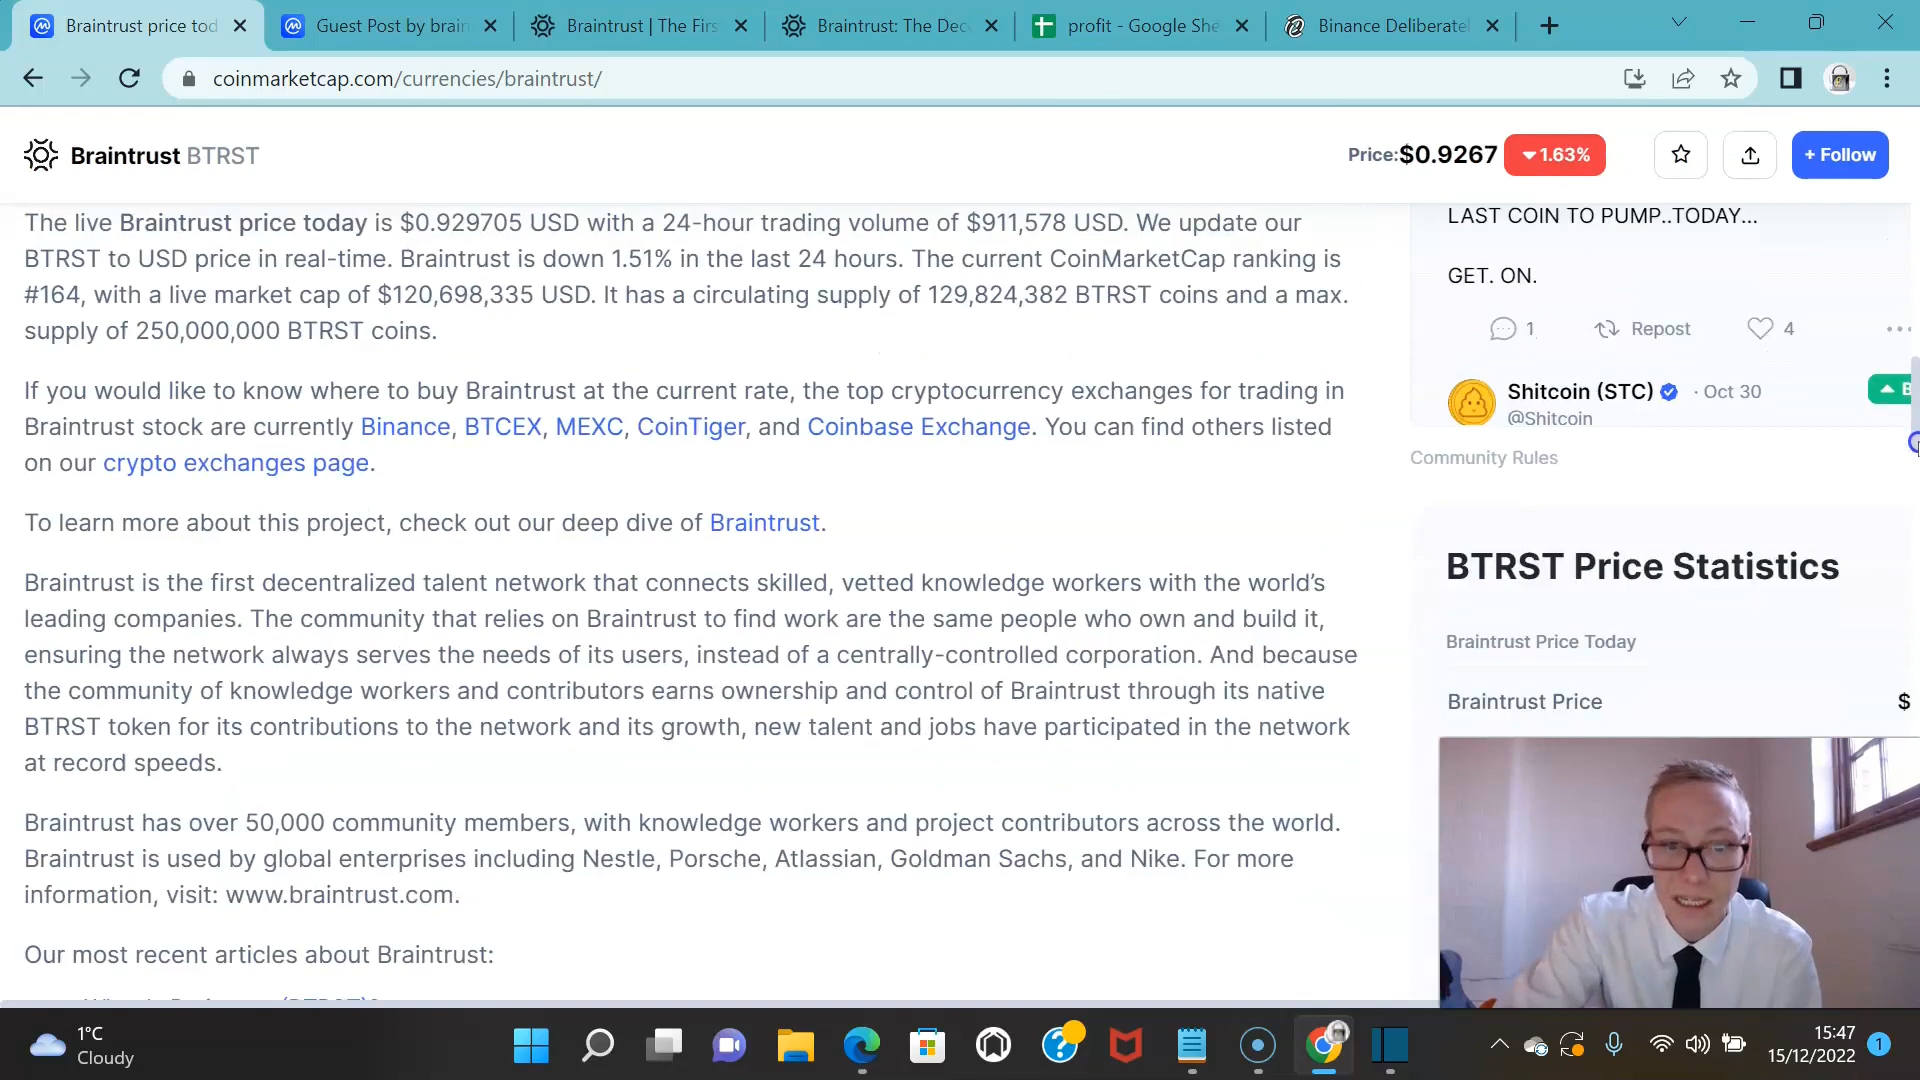 Braintrust price tod
Guest Post by brain
Braintrust | The Firs
Braintrust: The Dec
profit - Google She
Binance Deliberatel
coinmarketcap.com/currencies/braintrust/
Braintrust BTRST
Price:$0.9267
1.63%
+ Follow
The live Braintrust price today is $0.929705 USD with a 24-hour trading volume of $911,578 USD. We update our
BTRST to USD price in real-time. Braintrust is down 1.51% in the last 24 hours. The current CoinMarketCap ranking is
#164, with a live market cap of $120,698,335 USD. It has a circulating supply of 129,824,382 BTRST coins and a max.
supply of 250,000,000 BTRST coins.
If you would like to know where to buy Braintrust at the current rate, the top cryptocurrency exchanges for trading in
Braintrust stock are currently Binance, BTCEX, MEXC, CoinTiger, and Coinbase Exchange. You can find others listed
on our crypto exchanges page.
To learn more about this project, check out our deep dive of Braintrust.
Braintrust is the first decentralized talent network that connects skilled, vetted knowledge workers with the world's
leading companies. The community that relies on Braintrust to find work are the same people who own and build it,
ensuring the network always serves the needs of its users, instead of a centrally-controlled corporation. And because
the community of knowledge workers and contributors earns ownership and control of Braintrust through its native
BTRST token for its contributions to the network and its growth, new talent and jobs have participated in the network
at record speeds.
Braintrust has over 50,000 community members, with knowledge workers and project contributors across the world.
Braintrust is used by global enterprises including Nestle, Porsche, Atlassian, Goldman Sachs, and Nike. For more
information, visit: www.braintrust.com.
Our most recent articles about Braintrust:
LAST COIN TO PUMP..TODAY...
GET. ON.
1
Repost
4
Shitcoin (STC) · Oct 30
@Shitcoin
Community Rules
BTRST Price Statistics
Braintrust Price Today
Braintrust Price
$
1°C
Cloudy
15:47
15/12/2022
1